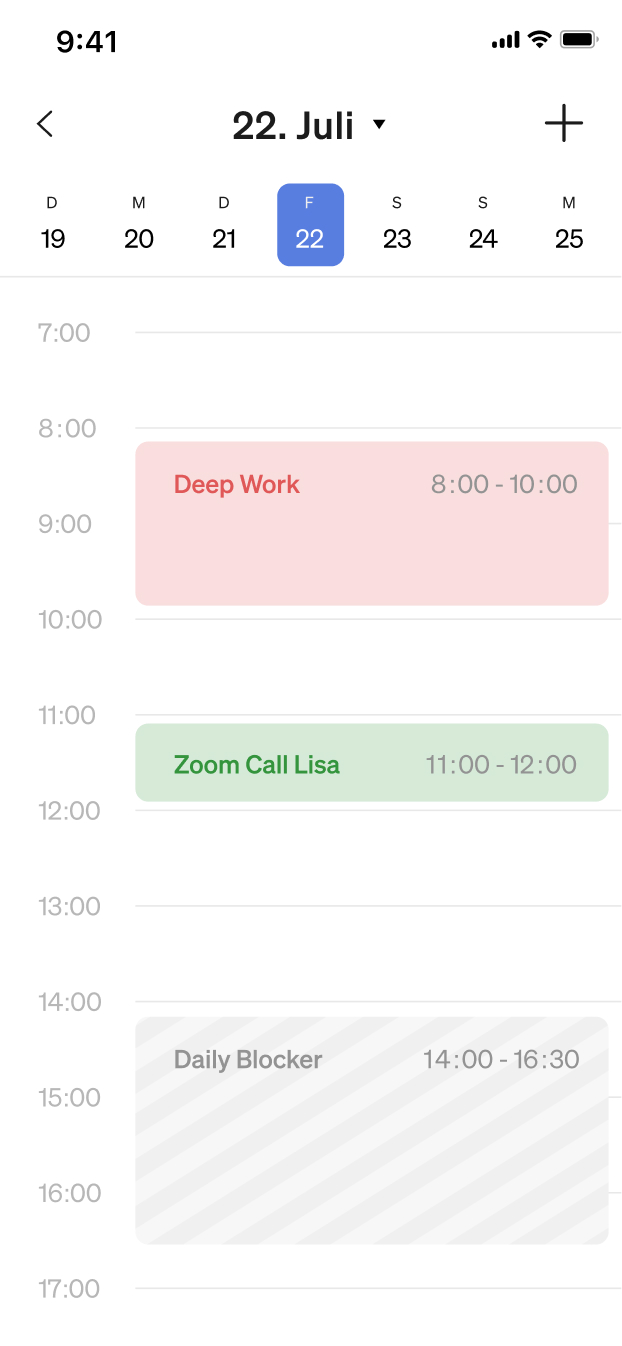 9:41
22. Juli
D M D F S S M
19 20 21 22 23 24 25
7:00
8:00
Deep Work 8:00 - 10:00
9:00
10:00
11:00
Zoom Call Lisa 11:00 - 12:00
12:00
13:00
14:00
Daily Blocker 14:00 - 16:30
15:00
16:00
17:00